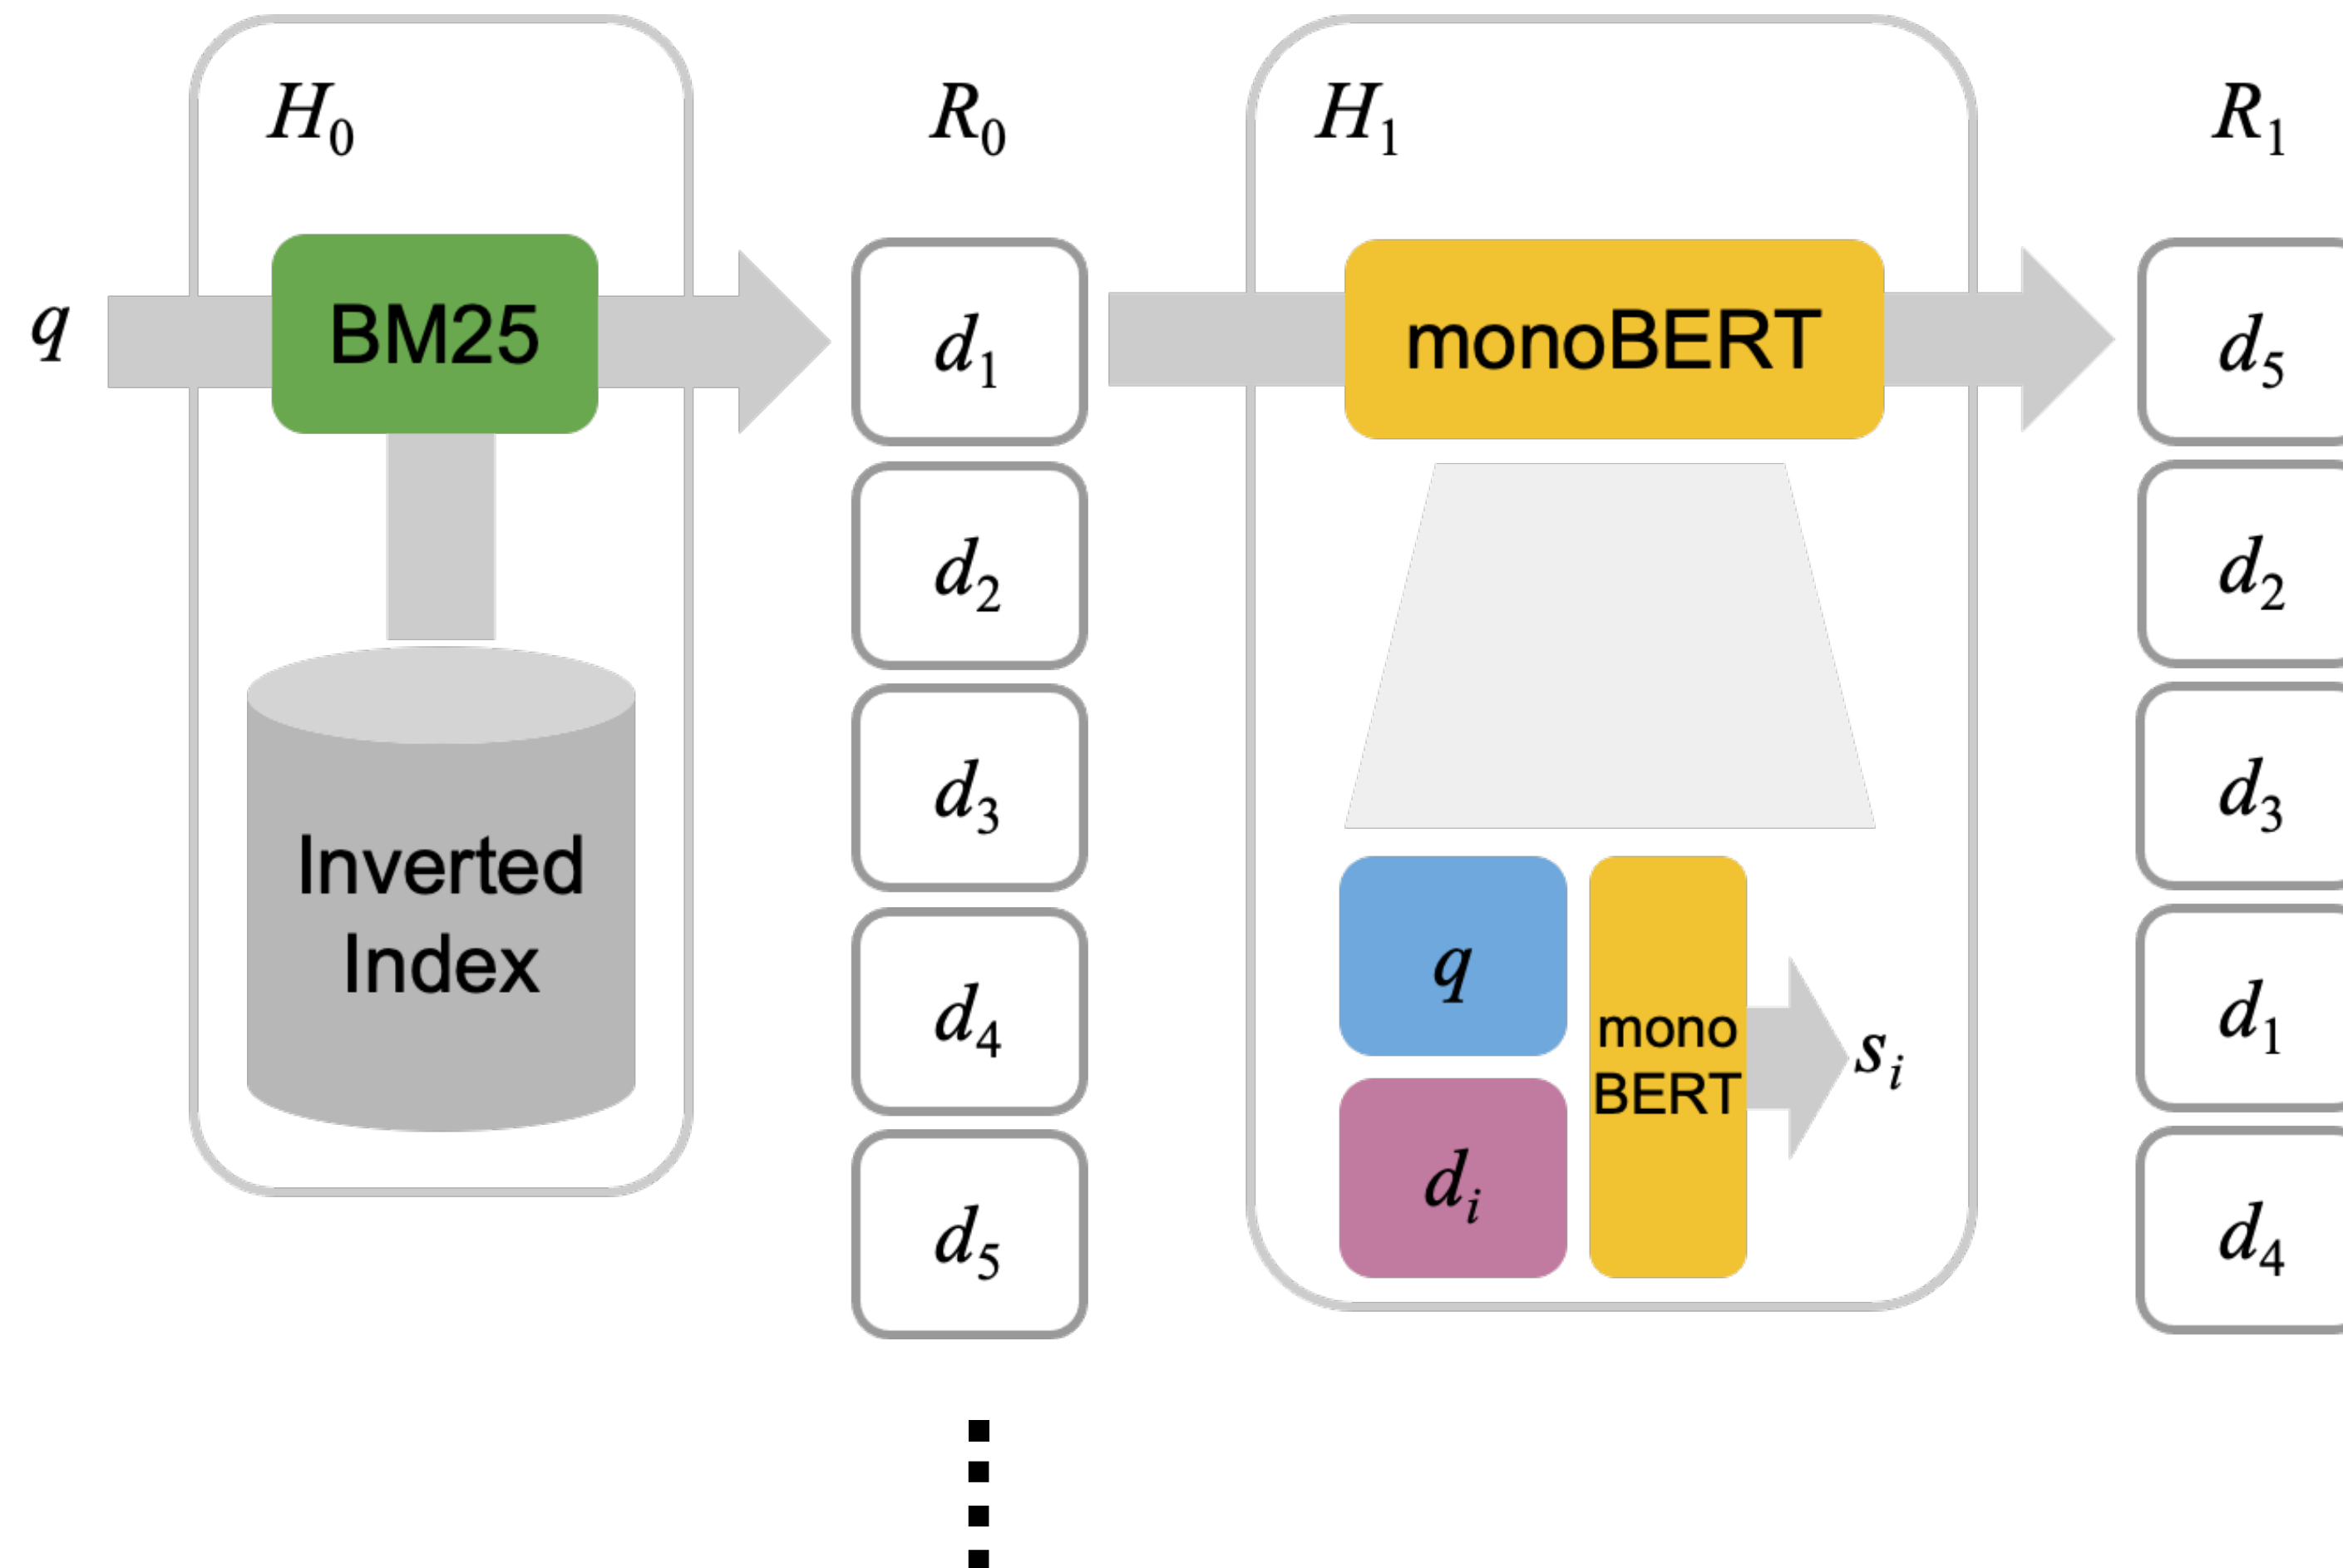 H0
R0
H1
R1
q
BM25
d1
monoBERT
d5
d2
d2
d3
d3
Inverted
Index
q
d4
mono
BERT
si
d1
di
d5
d4